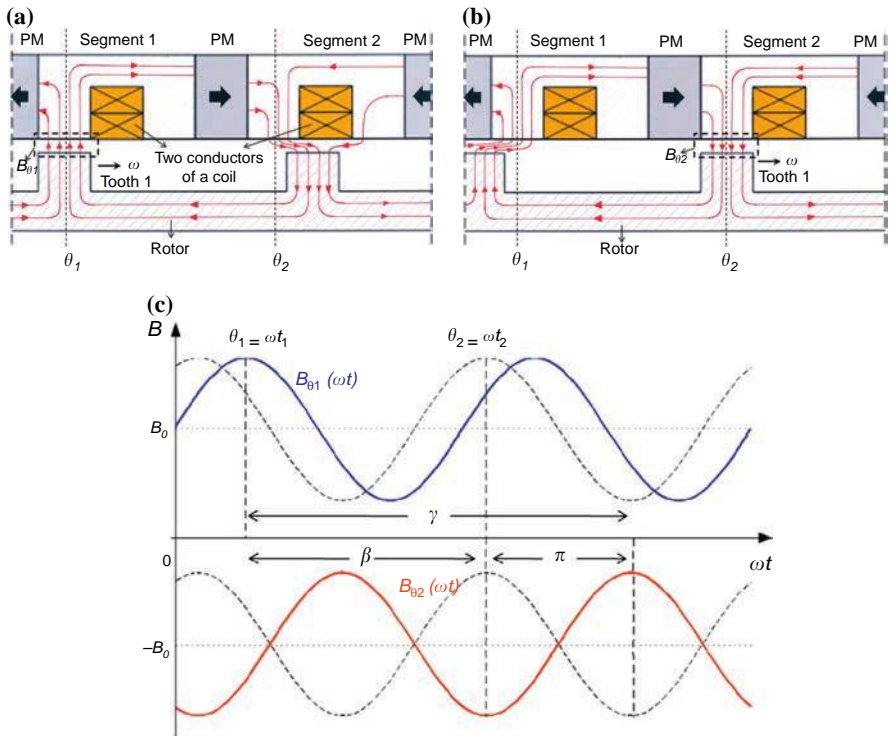 (a)
PM Segment 1 PM Segment 2 PM
Bθ1
ω
Tooth 1
Two conductors
of a coil
Rotor
θ1 θ2
(b)
PM Segment 1 PM Segment 2 PM
Bθ2
ω
Tooth 1
Rotor
θ1 θ2
(c)
B
θ1 = ωt1 θ2 = ωt2
Bθ1 (ωt)
B0
γ
0
β π
ωt
Bθ2 (ωt)
–B0